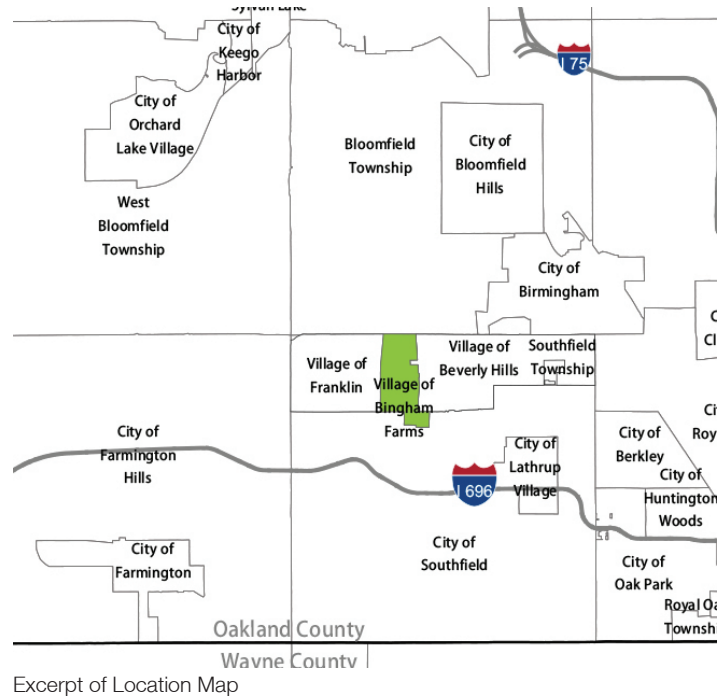 Sylvan Lake
City of
Keego
Harbor
I 75
City of
Orchard
Lake Village
Bloomfield
Township
City of
Bloomfield
Hills
West
Bloomfield
Township
City of
Birmingham
Village of
Franklin
Village of
Bingham
Farms
Village of
Beverly Hills
Southfield
Township
City of
Farmington
Hills
City of
Lathrup
Village
I 696
City of
Berkley
City of
Huntington
Woods
City of
Farmington
City of
Southfield
City of
Oak Park
Oakland County
Wayne County
Excerpt of Location Map